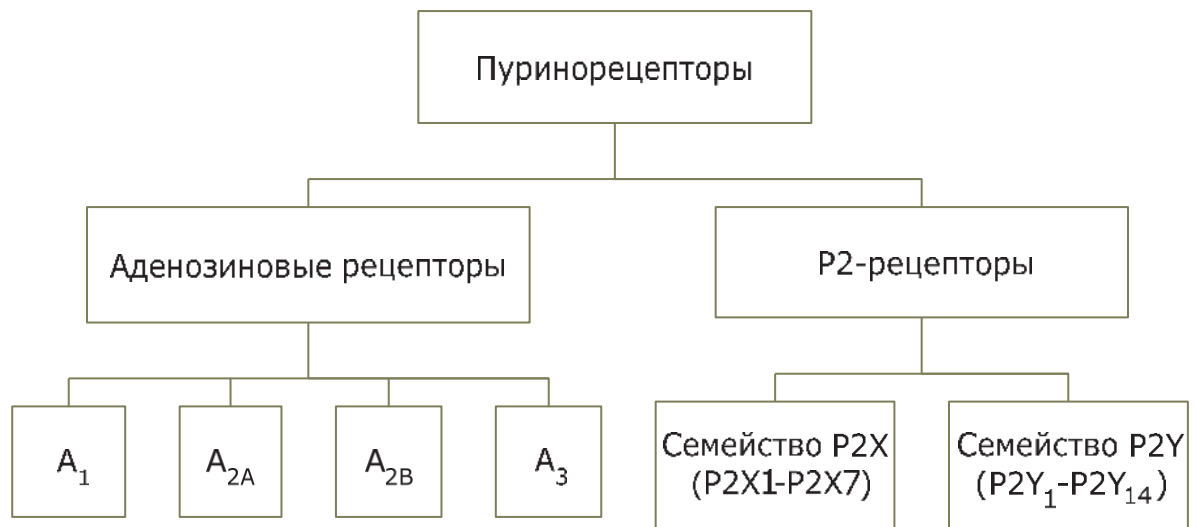 Пуринорецепторы
Аденозиновые рецепторы
P2-рецепторы
A₁
A₂A
A₂B
A₃
Семейство P2X
(P2X1-P2X7)
Семейство P2Y
(P2Y₁-P2Y₁₄)